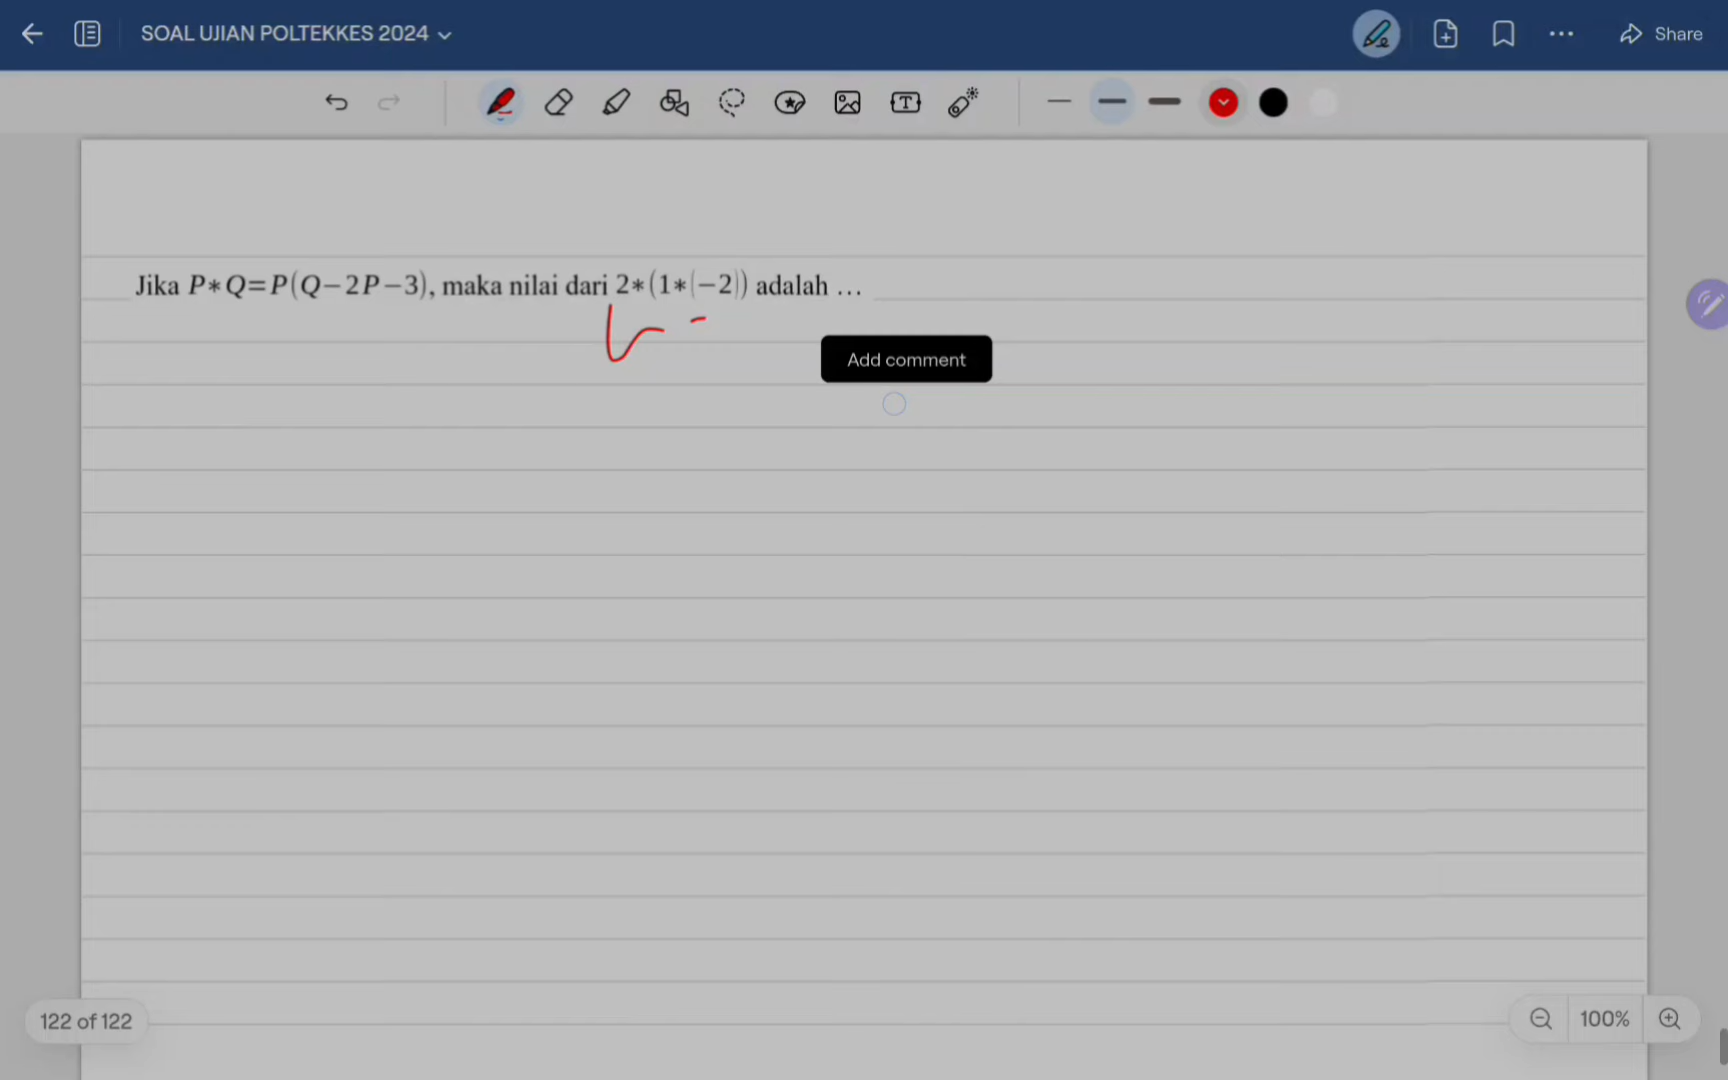 SOAL UJIAN POLTEKKES 2024
Share
Jika P∗Q=P(Q−2P−3), maka nilai dari 2∗(1∗(−2)) adalah …
Add comment
122 of 122
100%